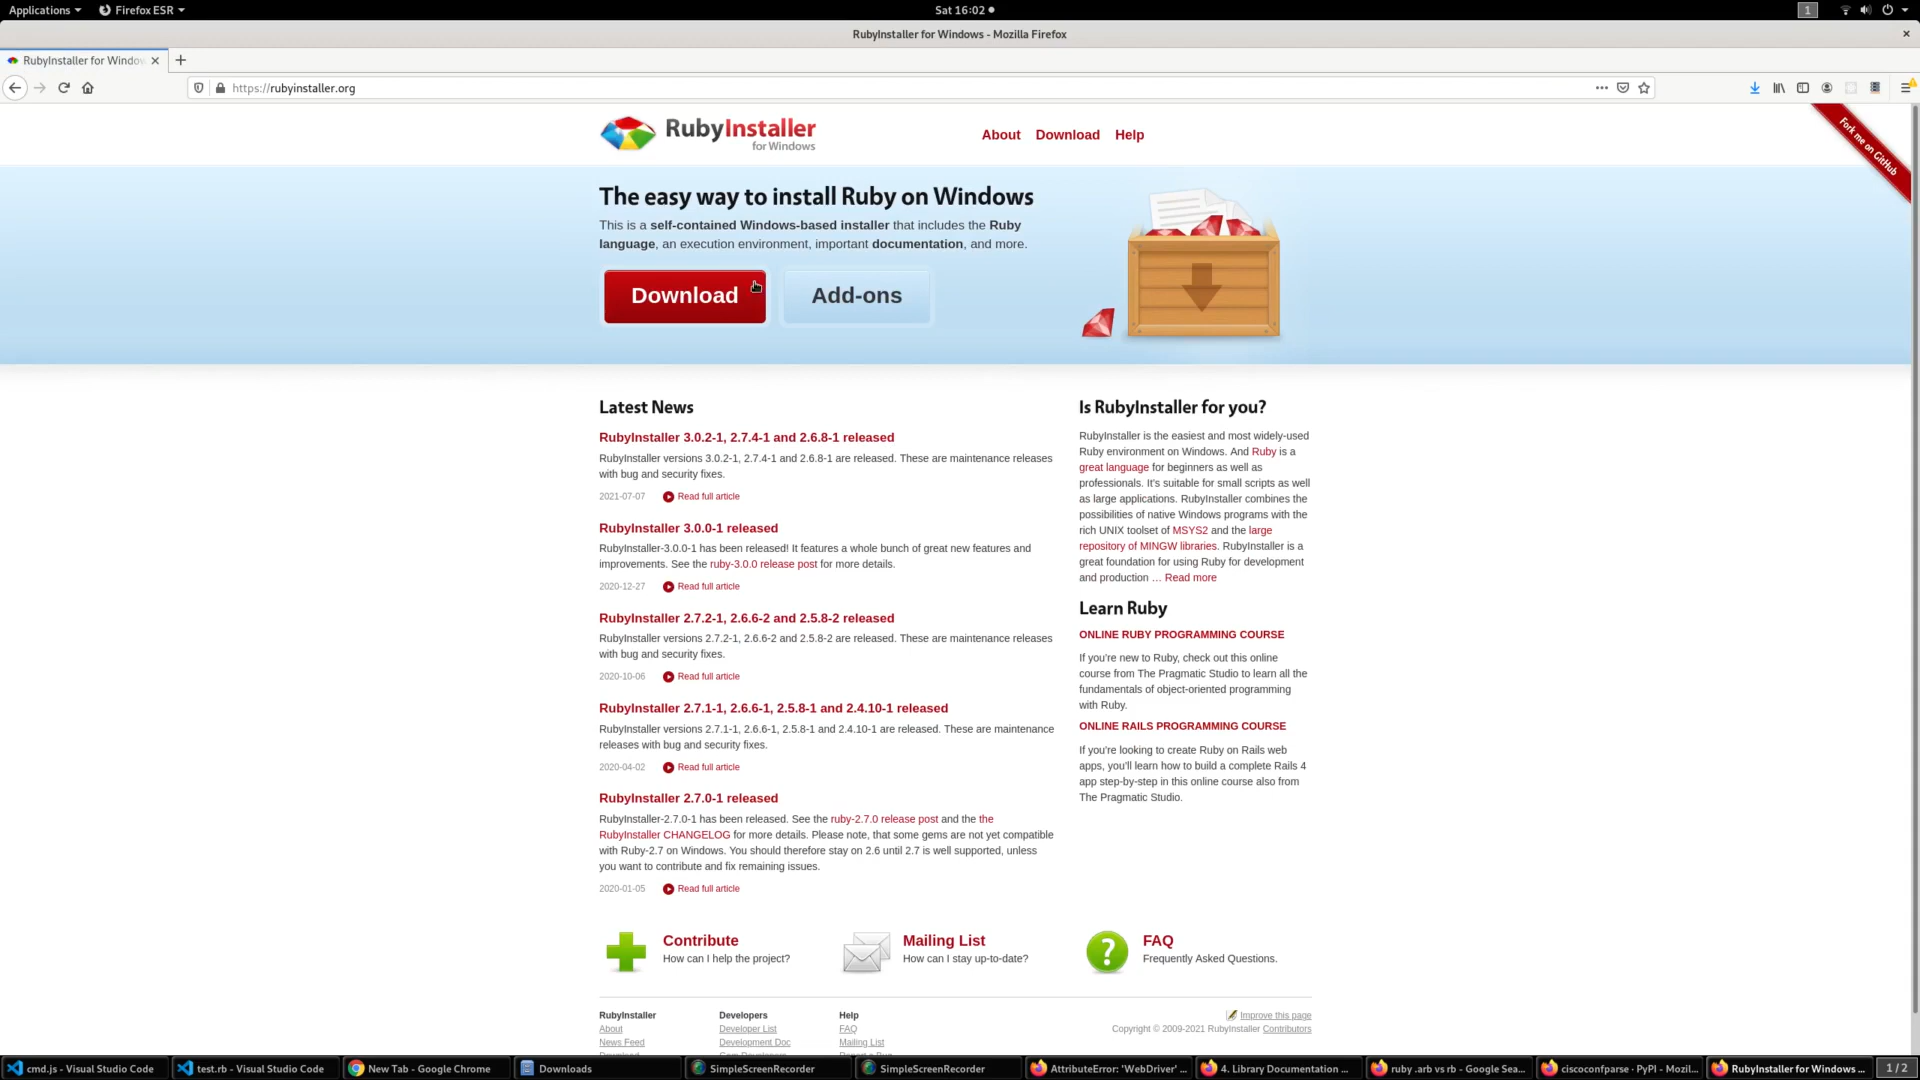 Applications
Firefox ESR
Sat 16:02
1
RubyInstaller for Windows - Mozilla Firefox
RubyInstaller for Windo
https://rubyinstaller.org
RubyInstaller
for Windows
About
Download
Help
Fork me on GitHub
The easy way to install Ruby on Windows
This is a self-contained Windows-based installer that includes the Ruby
language, an execution environment, important documentation, and more.
Download
Add-ons
Latest News
RubyInstaller 3.0.2-1, 2.7.4-1 and 2.6.8-1 released
RubyInstaller versions 3.0.2-1, 2.7.4-1 and 2.6.8-1 are released. These are maintenance releases
with bug and security fixes.
2021-07-07
Read full article
RubyInstaller 3.0.0-1 released
RubyInstaller-3.0.0-1 has been released! It features a whole bunch of great new features and
improvements. See the ruby-3.0.0 release post for more details.
2020-12-27
Read full article
RubyInstaller 2.7.2-1, 2.6.6-2 and 2.5.8-2 released
RubyInstaller versions 2.7.2-1, 2.6.6-2 and 2.5.8-2 are released. These are maintenance releases
with bug and security fixes.
2020-10-06
Read full article
RubyInstaller 2.7.1-1, 2.6.6-1, 2.5.8-1 and 2.4.10-1 released
RubyInstaller versions 2.7.1-1, 2.6.6-1, 2.5.8-1 and 2.4.10-1 are released. These are maintenance
releases with bug and security fixes.
2020-04-02
Read full article
RubyInstaller 2.7.0-1 released
RubyInstaller-2.7.0-1 has been released. See the ruby-2.7.0 release post and the the
RubyInstaller CHANGELOG for more details. Please note, that some gems are not yet compatible
with Ruby-2.7 on Windows. You should therefore stay on 2.6 until 2.7 is well supported, unless
you want to contribute and fix remaining issues.
2020-01-05
Read full article
Is RubyInstaller for you?
RubyInstaller is the easiest and most widely-used
Ruby environment on Windows. And Ruby is a
great language for beginners as well as
professionals. It's suitable for small scripts as well
as large applications. RubyInstaller combines the
possibilities of native Windows programs with the
rich UNIX toolset of MSYS2 and the large
repository of MINGW libraries. RubyInstaller is a
great foundation for using Ruby for development
and production … Read more
Learn Ruby
ONLINE RUBY PROGRAMMING COURSE
If you're new to Ruby, check out this online
course from The Pragmatic Studio to learn all the
fundamentals of object-oriented programming
with Ruby.
ONLINE RAILS PROGRAMMING COURSE
If you're looking to create Ruby on Rails web
apps, you'll learn how to build a complete Rails 4
app step-by-step in this online course also from
The Pragmatic Studio.
Contribute
How can I help the project?
Mailing List
How can I stay up-to-date?
FAQ
Frequently Asked Questions.
RubyInstaller
About
News Feed
Developers
Developer List
Development Doc
Help
FAQ
Mailing List
Improve this page
Copyright © 2009-2021 RubyInstaller Contributors
cmd.js - Visual Studio Code
test.rb - Visual Studio Code
New Tab - Google Chrome
Downloads
SimpleScreenRecorder
SimpleScreenRecorder
AttributeError: 'WebDriver' ...
4. Library Documentation ...
ruby .arb vs rb - Google Sea...
ciscoconfparse · PyPI - Mozil...
RubyInstaller for Windows ...
1 / 2